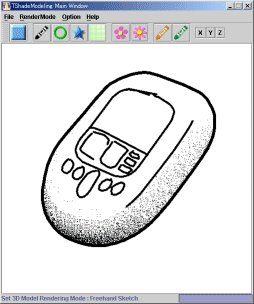 TShadeModeling Main Window
File RenderMode Option Help
X Y Z
Set 3D Model Rendering Mode : Freehand Sketch